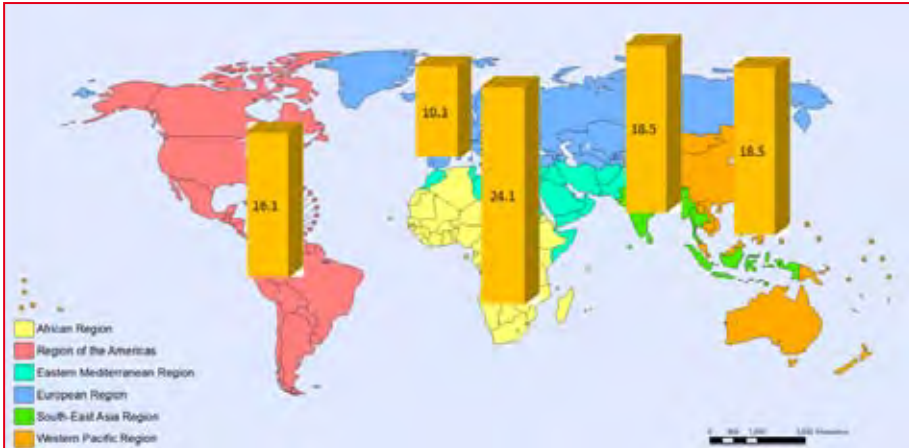 10.3
18.5
18.5
24.1
16.1
African Region
Region of the Americas
Eastern Mediterranean Region
European Region
South-East Asia Region
Western Pacific Region